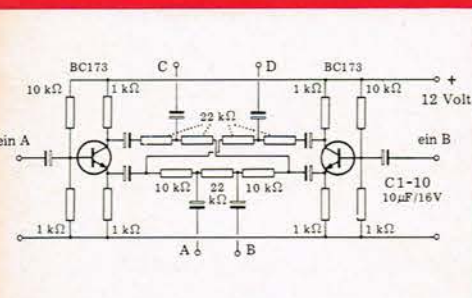 BC173 C D BC173
10 kΩ 1 kΩ 1 kΩ 10 kΩ +
12 Volt
22 kΩ
ein A ein B
10 kΩ 22 kΩ 10 kΩ
C1-10
10µF/16V
1 kΩ 1 kΩ 1 kΩ 1 kΩ
A B